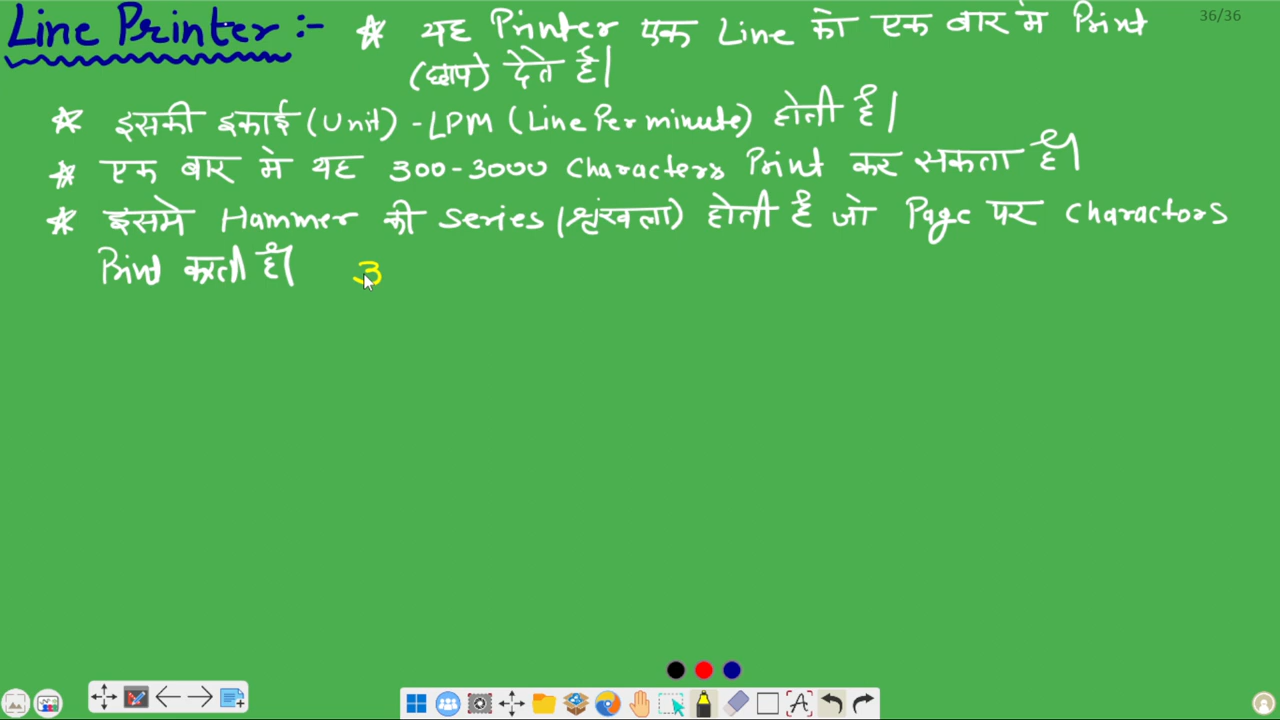 Line Printer :- ☆ यह Printer एक Line को एक बार मे Print
36/36
(छाप) देते है।
☆ इसकी इकाई (Unit) - LPM (Line Per minute) होती है।
☆ एक बार मे यह 300-3000 Characters Print कर सकता है।
☆ इसमे Hammer की Series (श्रृंखला) होती है जो Page पर Charactors
Print करती है। उ